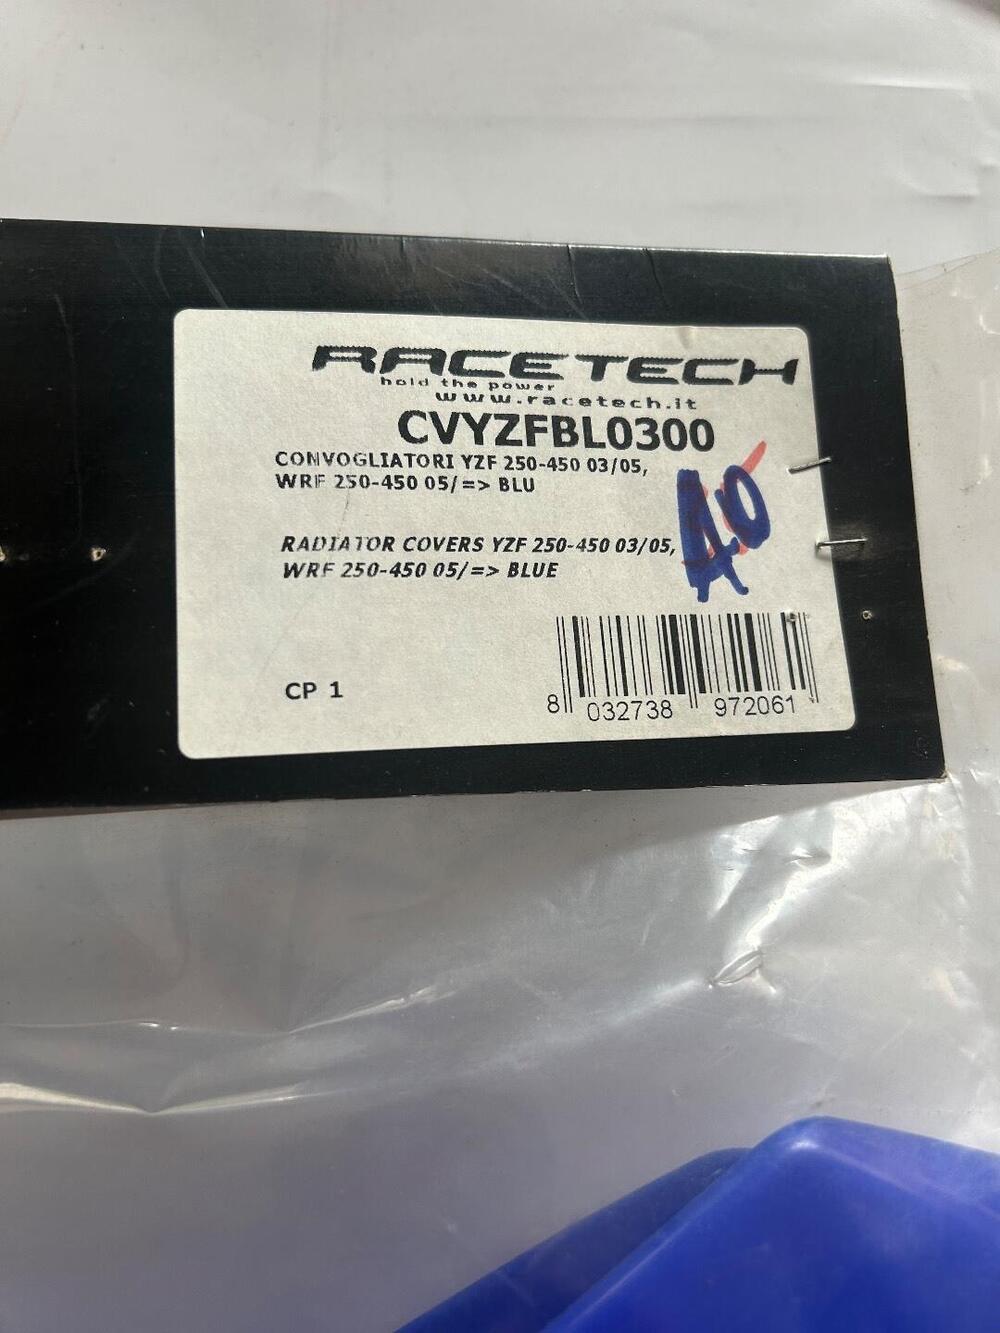 RACETECH
hold the power
www.racetech.it
CVYZFBL0300
CONVOGLIATORI YZF 250-450 03/05,
WRF 250-450 05/=> BLU
40
RADIATOR COVERS YZF 250-450 03/05,
WRF 250-450 05/=> BLUE
CP 1
8 032738 972061